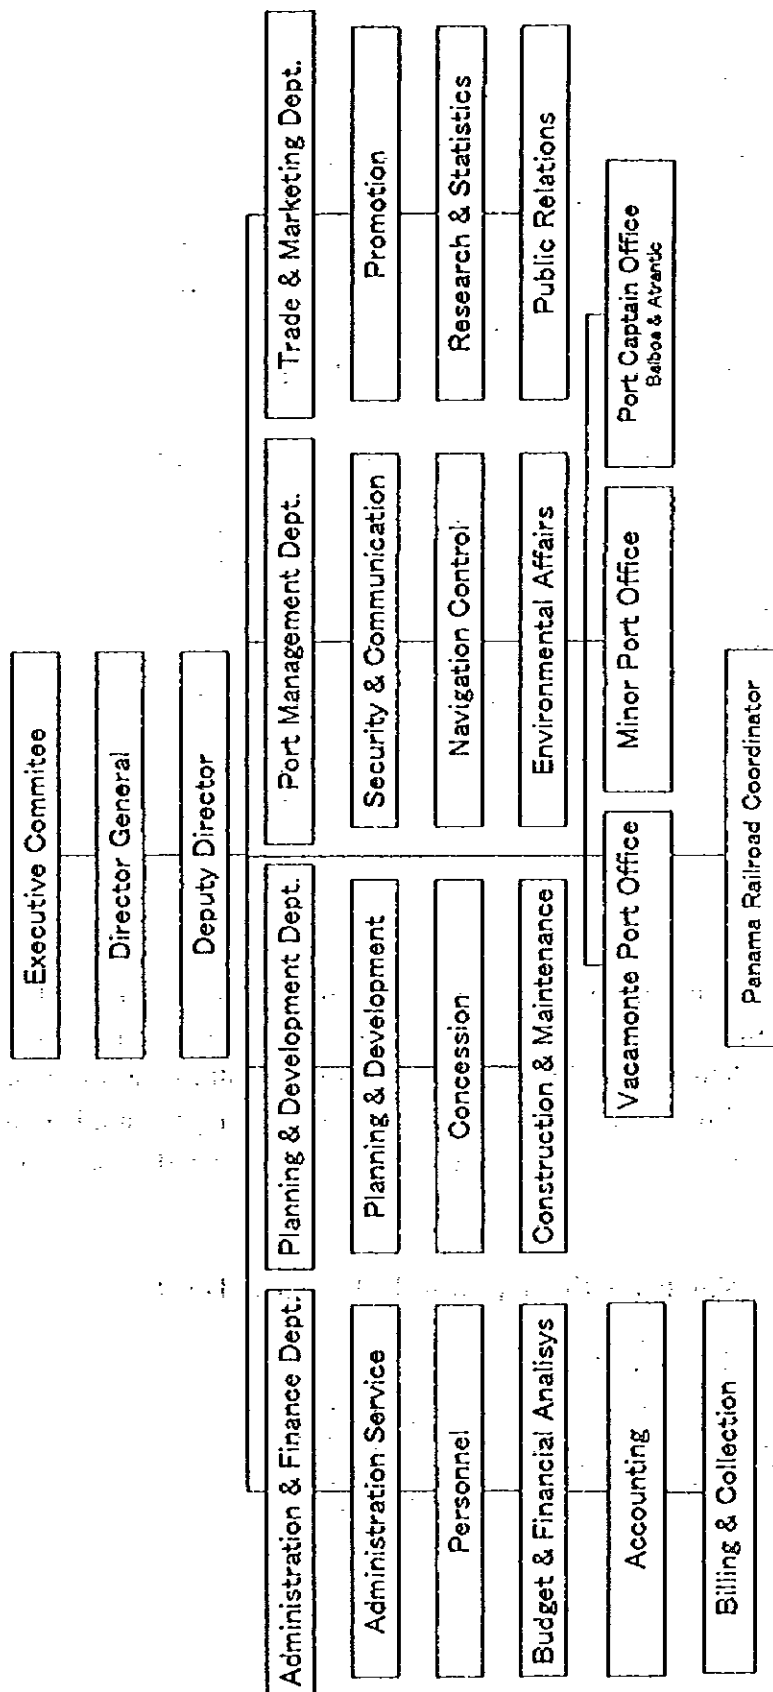 Executive Commitee
Director General
Deputy Director
Administration & Finance Dept.
Planning & Development Dept.
Port Management Dept.
Trade & Marketing Dept.
Administration Service
Planning & Development
Security & Communication
Promotion
Personnel
Concession
Navigation Control
Research & Statistics
Budget & Financial Analisys
Construction & Maintenance
Environmental Affairs
Public Relations
Accounting
Vacamonte Port Office
Minor Port Office
Port Captain Office
Balboa & Atrantic
Billing & Collection
Panama Railroad Coordinator